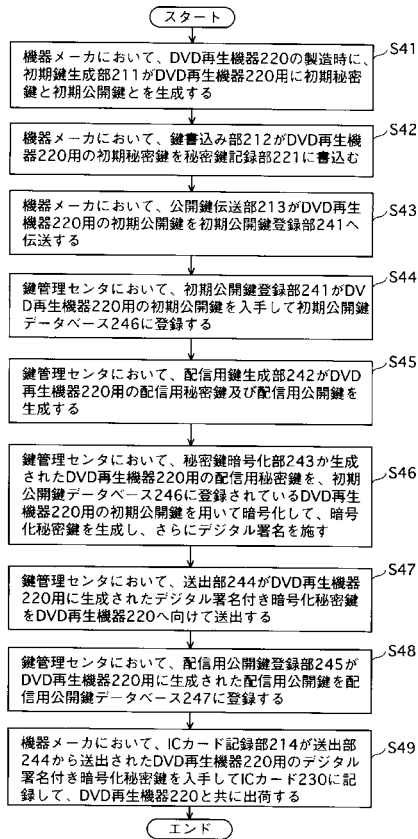 スタート
S41
機器メーカにおいて、DVD再生機器220の製造時に、
初期鍵生成部211がDVD再生機器220用に初期秘密
鍵と初期公開鍵とを生成する
S42
機器メーカにおいて、鍵書込み部212がDVD再生機
器220用の初期秘密鍵を秘密鍵記録部221に書込む
S43
機器メーカにおいて、公開鍵伝送部213がDVD再生
機器220用の初期公開鍵を初期公開鍵登録部241へ
伝送する
S44
鍵管理センタにおいて、初期公開鍵登録部241がDV
D再生機器220用の初期公開鍵を入手して初期公開鍵
データベース246に登録する
S45
鍵管理センタにおいて、配信用鍵生成部242がDVD
再生機器220用の配信用秘密鍵及び配信用公開鍵を
生成する
S46
鍵管理センタにおいて、秘密鍵暗号化部243か生成
されたDVD再生機器220用の配信用秘密鍵を、初期
公開鍵データベース246に登録されているDVD再生
機器220用の初期公開鍵を用いて暗号化して、暗号
化秘密鍵を生成し、さらにデジタル署名を施す
S47
鍵管理センタにおいて、送出部244がDVD再生機器
220用に生成されたデジタル署名付き暗号化秘密鍵
をDVD再生機器220へ向けて送出する
S48
鍵管理センタにおいて、配信用公開鍵登録部245が
DVD再生機器220用に生成された配信用公開鍵を配
信用公開鍵データベース247に登録する
S49
機器メーカにおいて、ICカード記録部214が送出部
244から送出されたDVD再生機器220用のデジタル
署名付き暗号化秘密鍵を入手してICカード230に記
録して、DVD再生機器220と共に出荷する
エンド